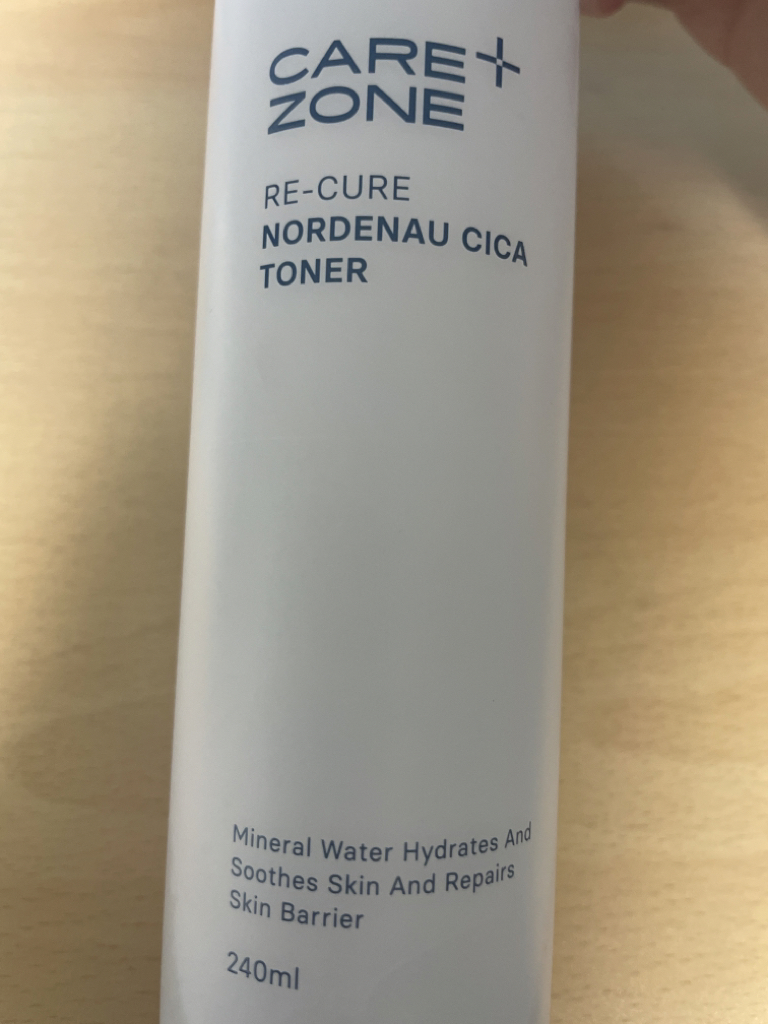 CARE+
ZONE
RE-CURE
NORDENAU CICA
TONER
Mineral Water Hydrates And
Soothes Skin And Repairs
Skin Barrier
240ml